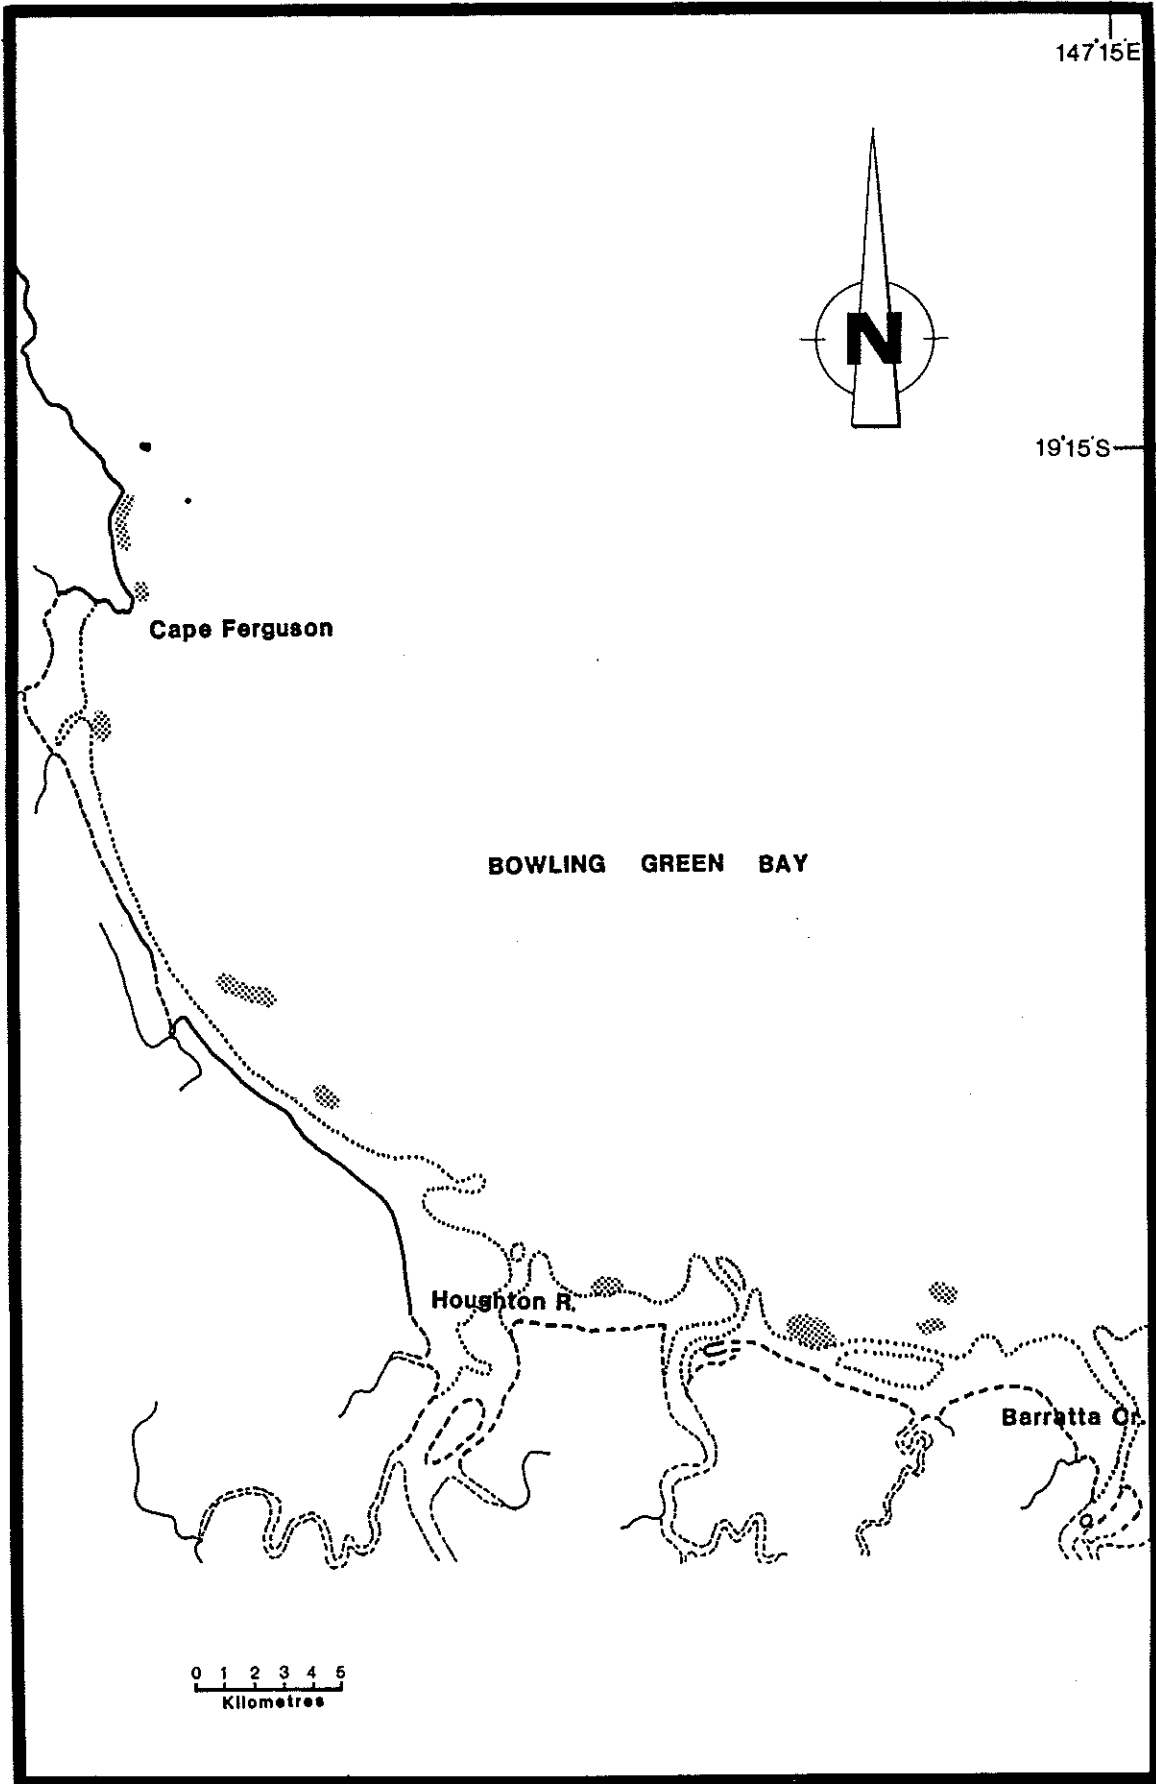 147°15'E
N
19°15'S
Cape Ferguson
BOWLING GREEN BAY
Houghton R.
Barratta Cr.
0 1 2 3 4 5
Kilometres